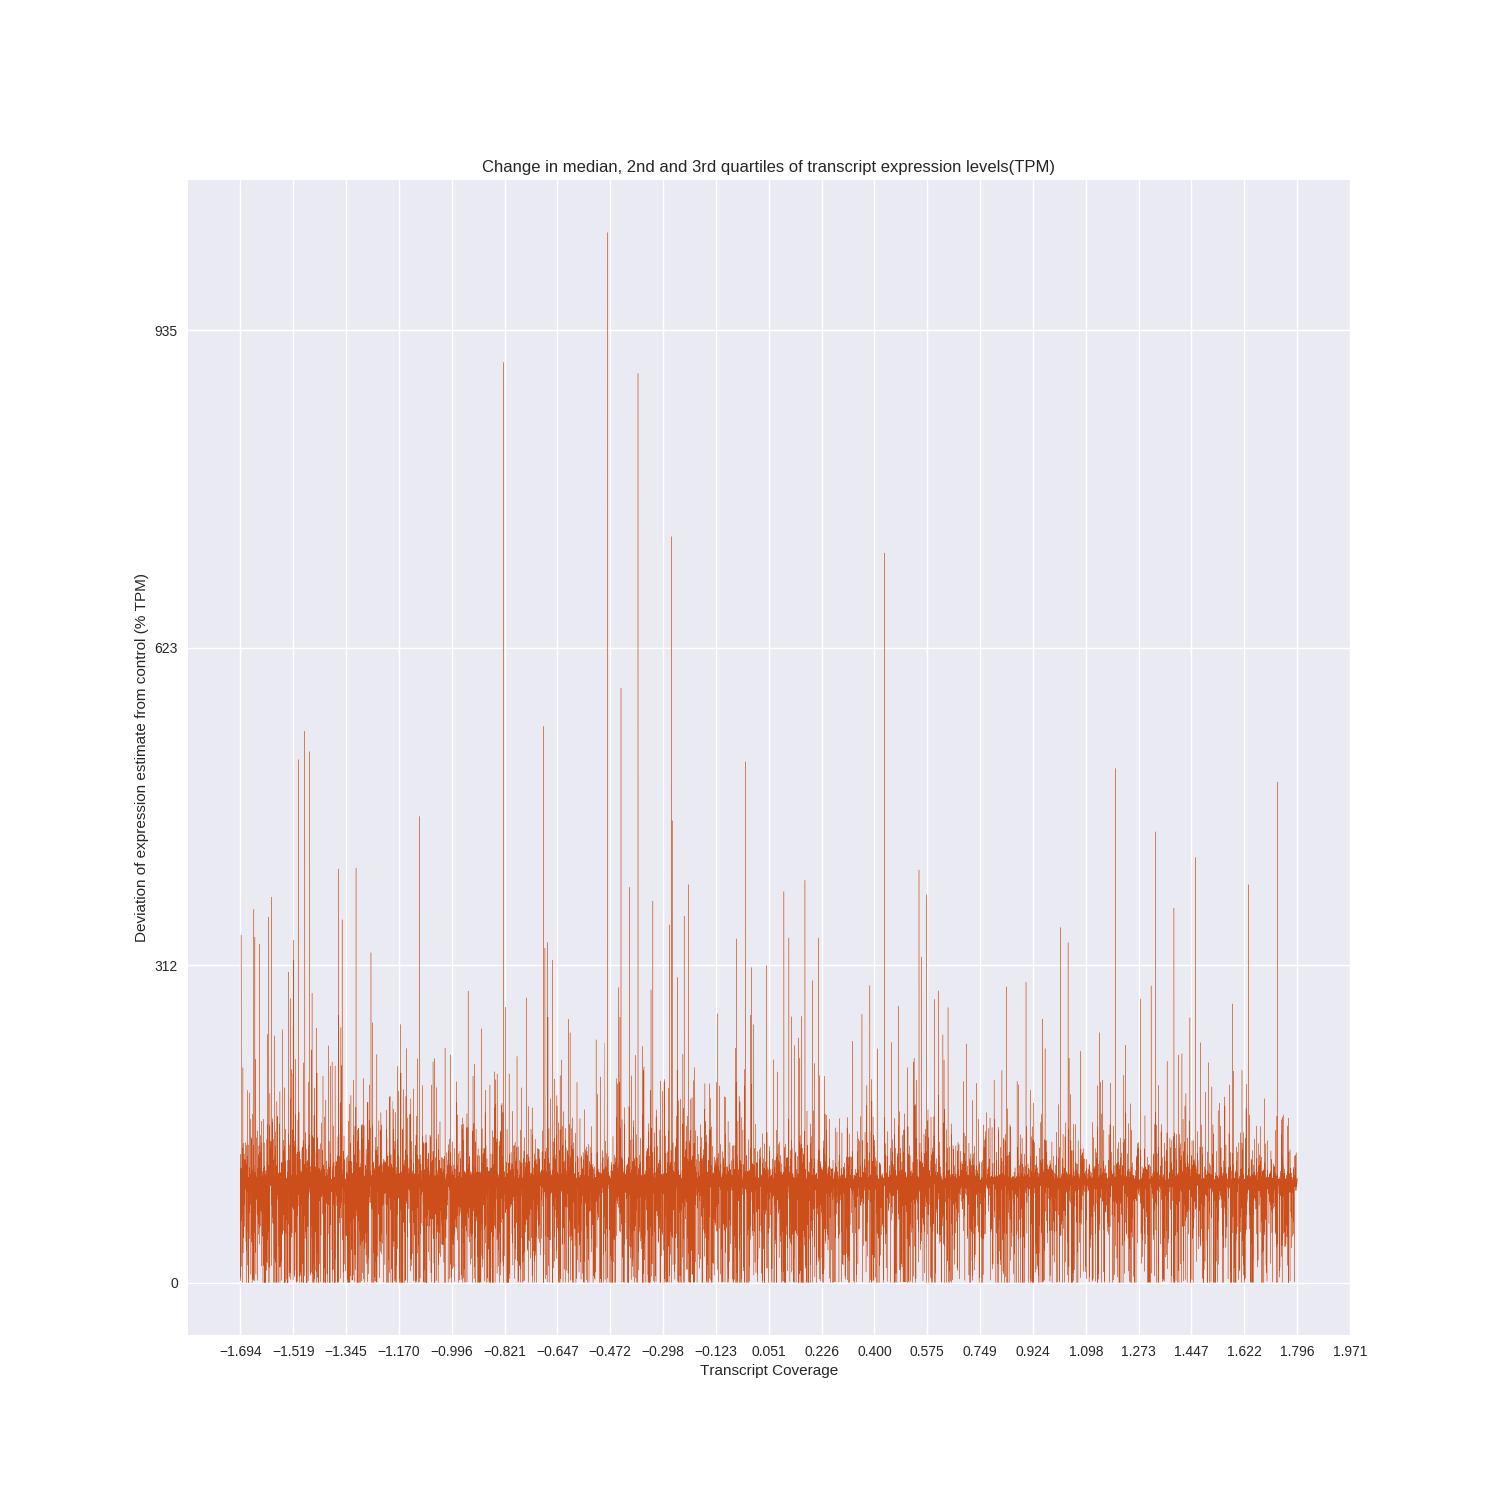 Change in median, 2nd and 3rd quartiles of transcript expression levels(TPM)
Deviation of expression estimate from control (% TPM)
935
623
312
0
−1.694 −1.519 −1.345 −1.170 −0.996 −0.821 −0.647 −0.472 −0.298 −0.123 0.051 0.226 0.400 0.575 0.749 0.924 1.098 1.273 1.447 1.622 1.796 1.971
Transcript Coverage